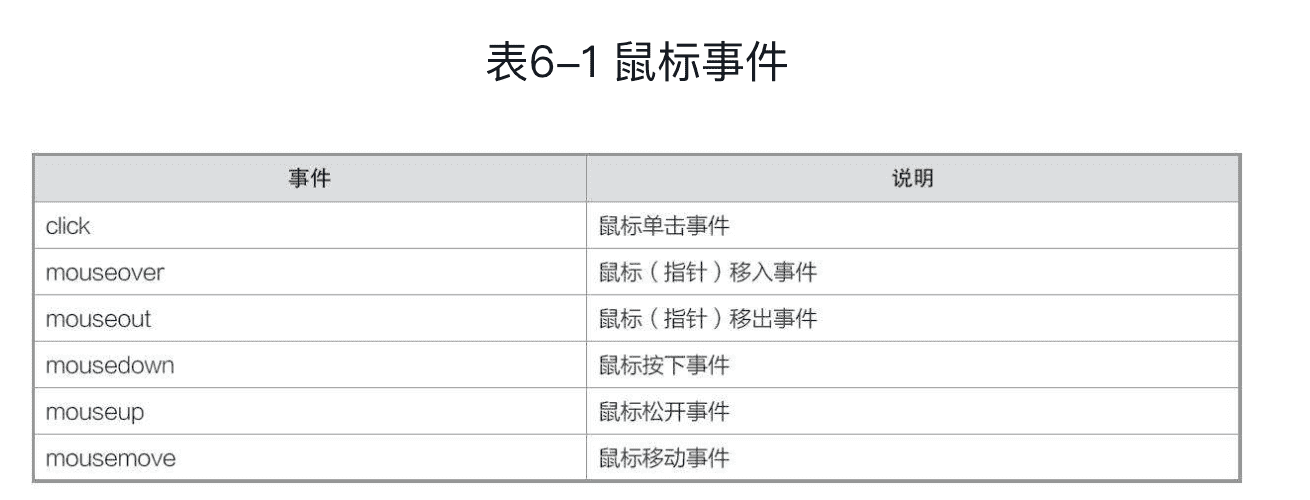 表6-1 鼠标事件
事件 说明
click 鼠标单击事件
mouseover 鼠标（指针）移入事件
mouseout 鼠标（指针）移出事件
mousedown 鼠标按下事件
mouseup 鼠标松开事件
mousemove 鼠标移动事件